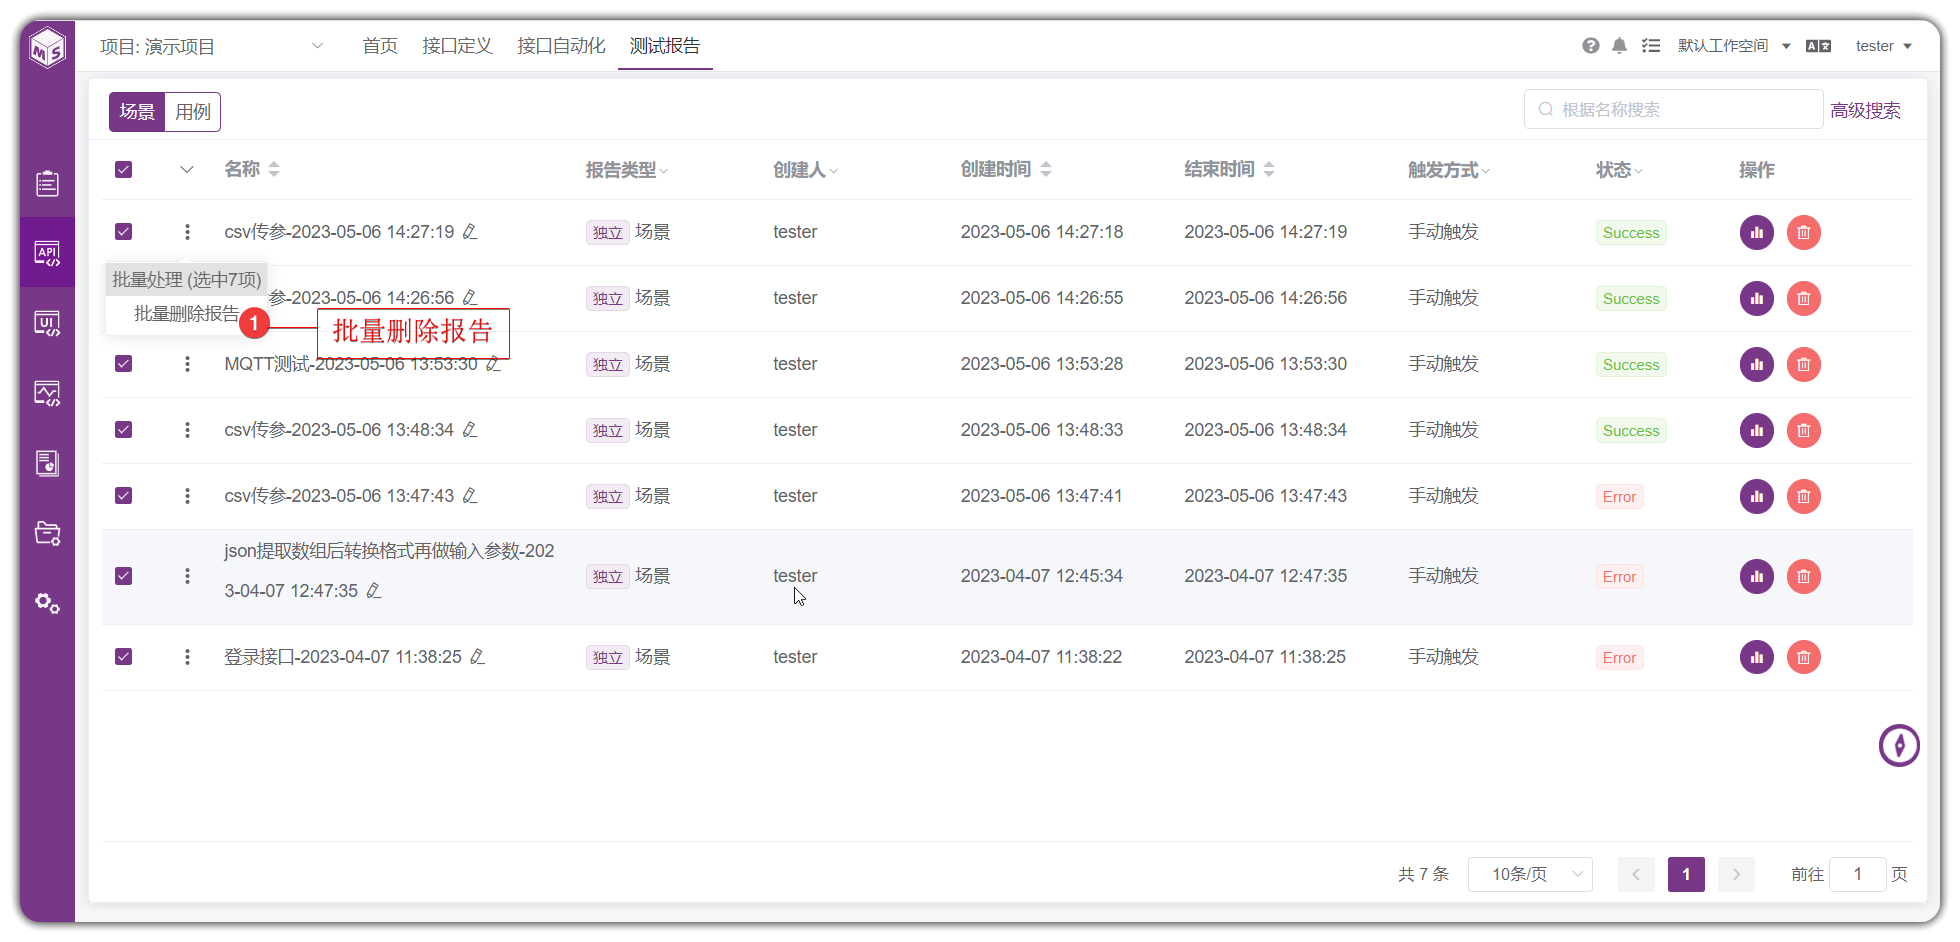 MS
项目: 演示项目
首页
接口定义
接口自动化
测试报告
默认工作空间
A
tester
场景
用例
根据名称搜索
高级搜索
名称
报告类型
创建人
创建时间
结束时间
触发方式
状态
操作
csv传参-2023-05-06 14:27:19
独立 场景
tester
2023-05-06 14:27:18
2023-05-06 14:27:19
手动触发
Success
API
批量处理 (选中7项)
参-2023-05-06 14:26:56
独立 场景
tester
2023-05-06 14:26:55
2023-05-06 14:26:56
手动触发
Success
UI
批量删除报告
1
批量删除报告
MQTT测试-2023-05-06 13:53:30
独立 场景
tester
2023-05-06 13:53:28
2023-05-06 13:53:30
手动触发
Success
csv传参-2023-05-06 13:48:34
独立 场景
tester
2023-05-06 13:48:33
2023-05-06 13:48:34
手动触发
Success
csv传参-2023-05-06 13:47:43
独立 场景
tester
2023-05-06 13:47:41
2023-05-06 13:47:43
手动触发
Error
json提取数组后转换格式再做输入参数-202
3-04-07 12:47:35
独立 场景
tester
2023-04-07 12:45:34
2023-04-07 12:47:35
手动触发
Error
登录接口-2023-04-07 11:38:25
独立 场景
tester
2023-04-07 11:38:22
2023-04-07 11:38:25
手动触发
Error
共 7 条
10条/页
1
前往 1 页